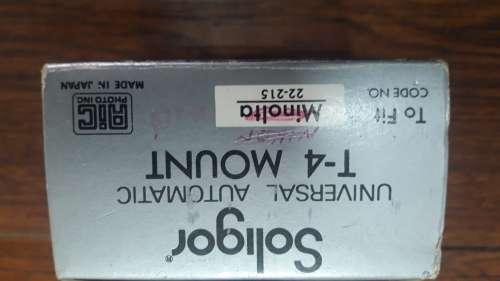 Soligor®
UNIVERSAL AUTOMATIC
T-4 MOUNT
To Fit Minolta
CODE NO. 22-215
AIC
PHOTO INC
MADE IN JAPAN